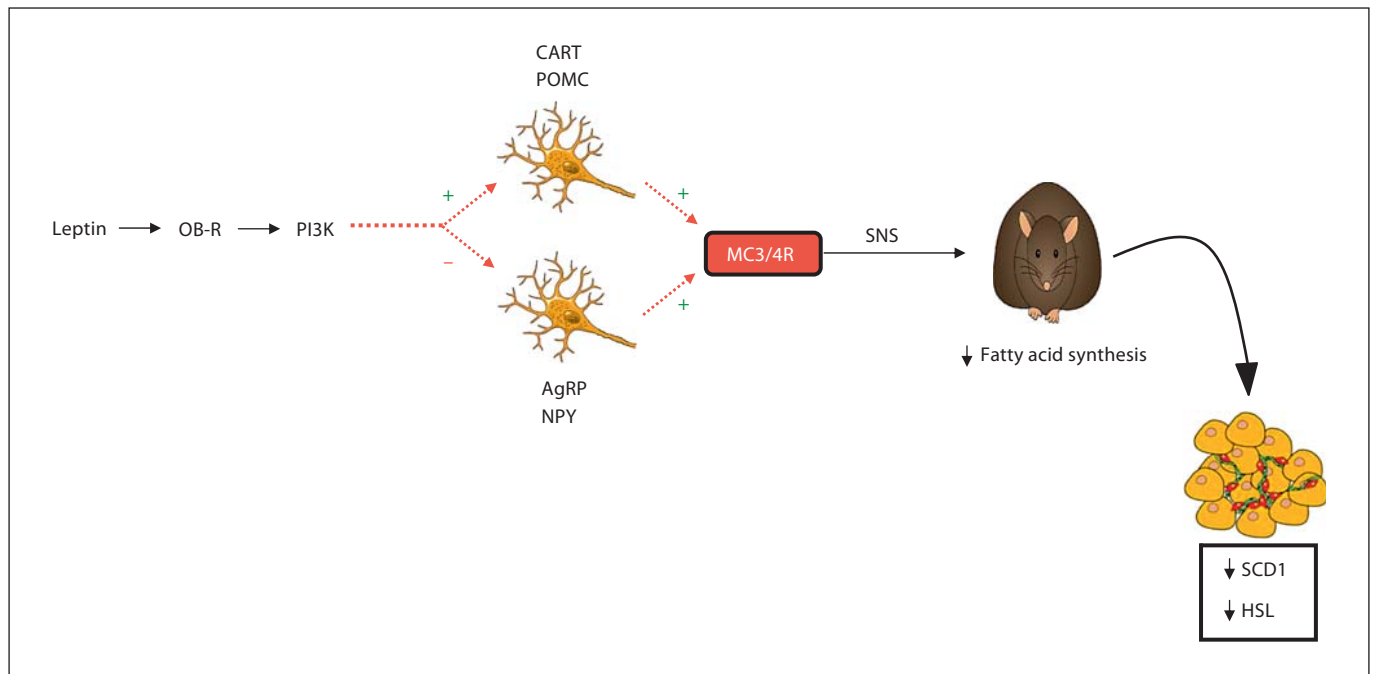 CART
POMC
+
+
Leptin
OB-R
PI3K
SNS
MC3/4R
–
+
↓ Fatty acid synthesis
AgRP
NPY
↓ SCD1
↓ HSL